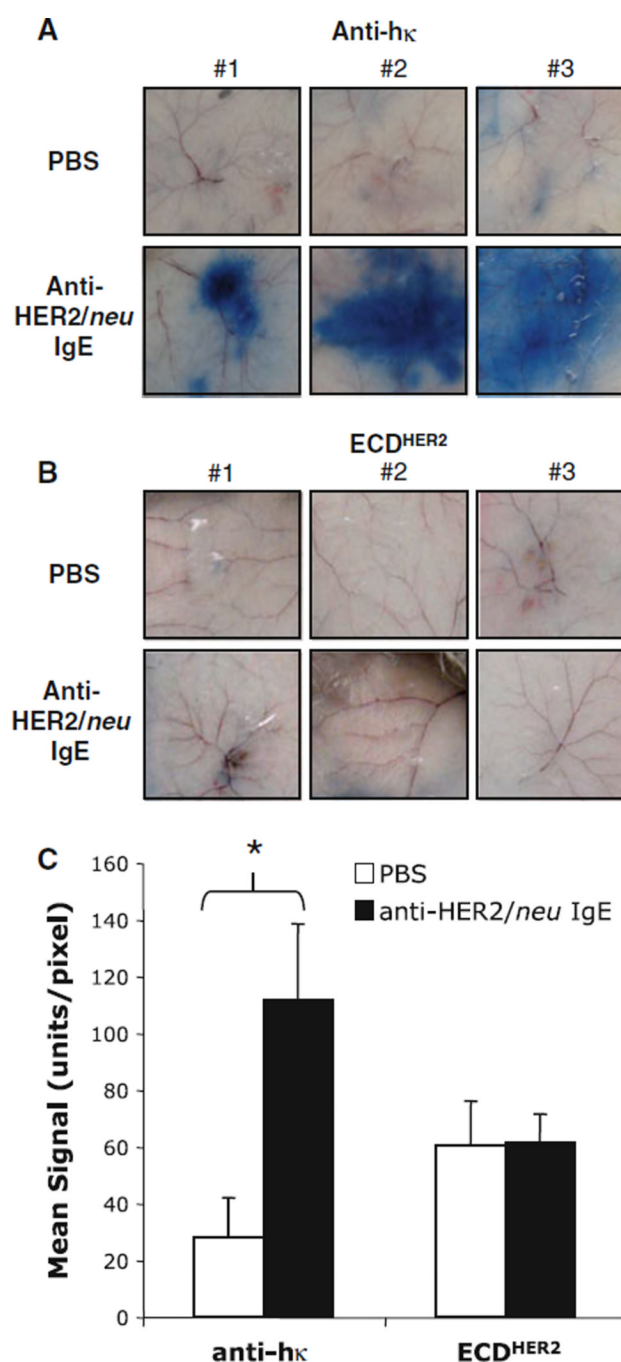 A
Anti-hκ
#1 #2 #3
PBS
Anti-
HER2/neu
IgE
B
ECDHER2
#1 #2 #3
PBS
Anti-
HER2/neu
IgE
C
160
140
120
100
80
60
40
20
0
Mean Signal (units/pixel)
*
PBS
anti-HER2/neu IgE
anti-hκ
ECDHER2